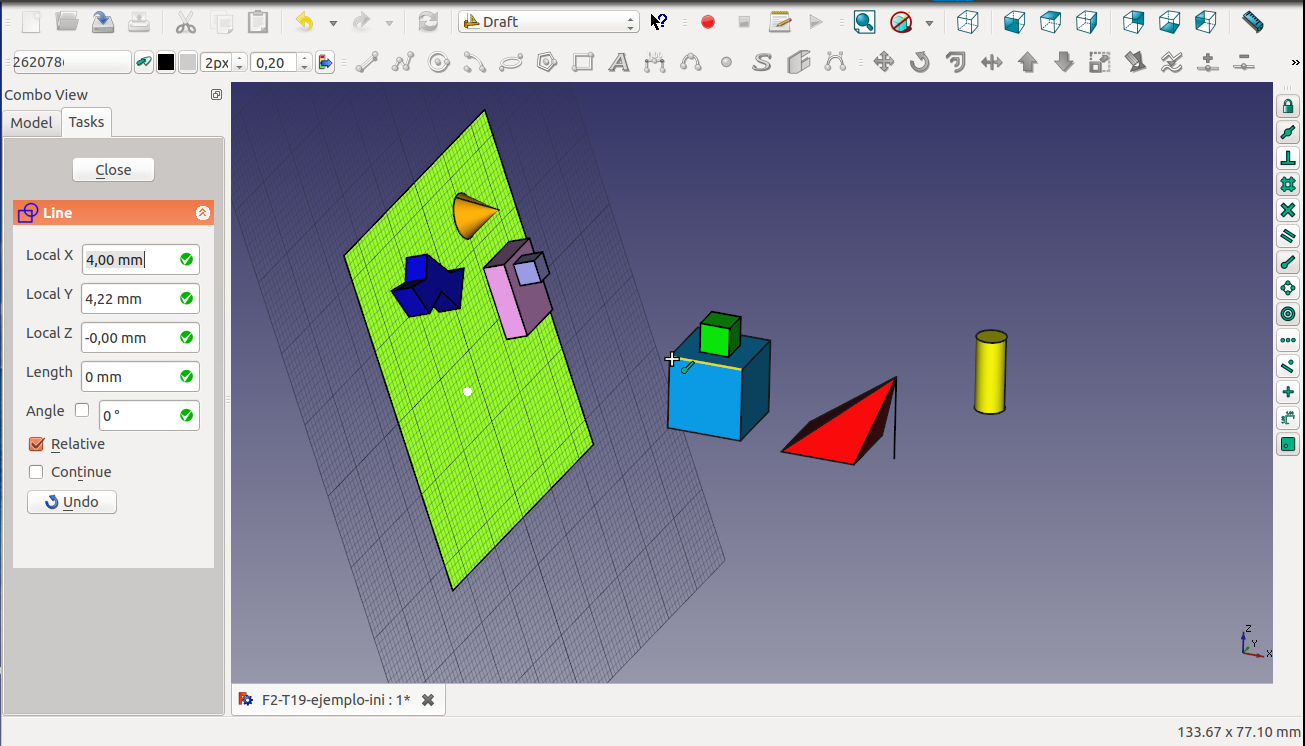 Draft
262078
2px
0,20
Combo View
Model
Tasks
Close
Line
Local X
4,00 mm
Local Y
4,22 mm
Local Z
-0,00 mm
Length
0 mm
Angle
0 °
Relative
Continue
Undo
Z
Y
X
F2-T19-ejemplo-ini : 1*
133.67 x 77.10 mm